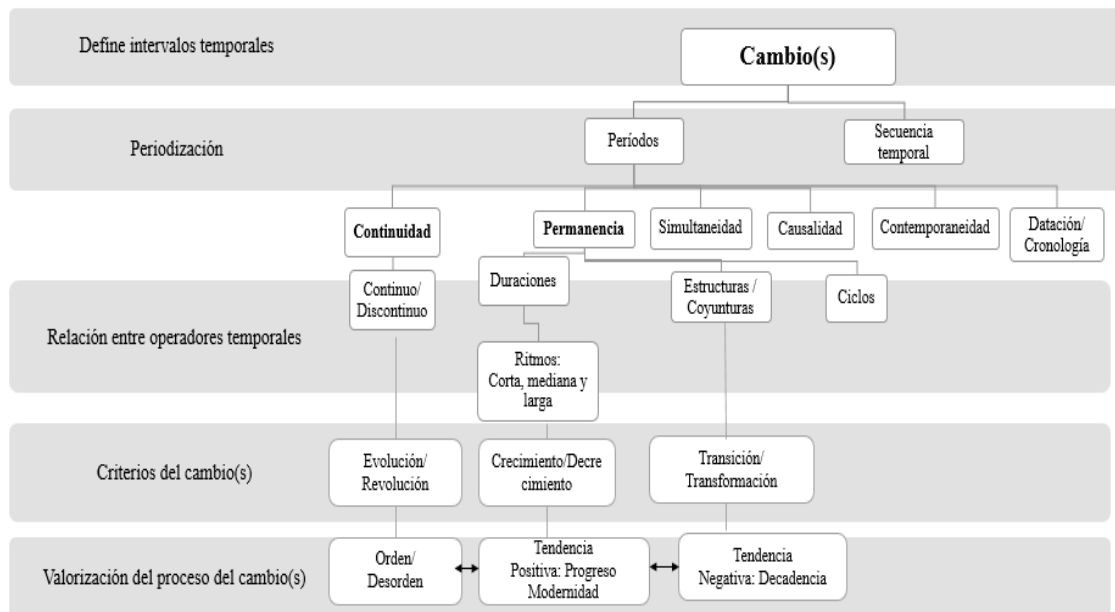 Define intervalos temporales
Cambio(s)
Periodización
Períodos
Secuencia
temporal
Continuidad
Permanencia
Simultaneidad
Causalidad
Contemporaneidad
Datación/
Cronología
Relación entre operadores temporales
Continuo/
Discontinuo
Duraciones
Estructuras /
Coyunturas
Ciclos
Ritmos:
Corta, mediana y
larga
Criterios del cambio(s)
Evolución/
Revolución
Crecimiento/Decre
cimiento
Transición/
Transformación
Valorización del proceso del cambio(s)
Orden/
Desorden
Tendencia
Positiva: Progreso
Modernidad
Tendencia
Negativa: Decadencia